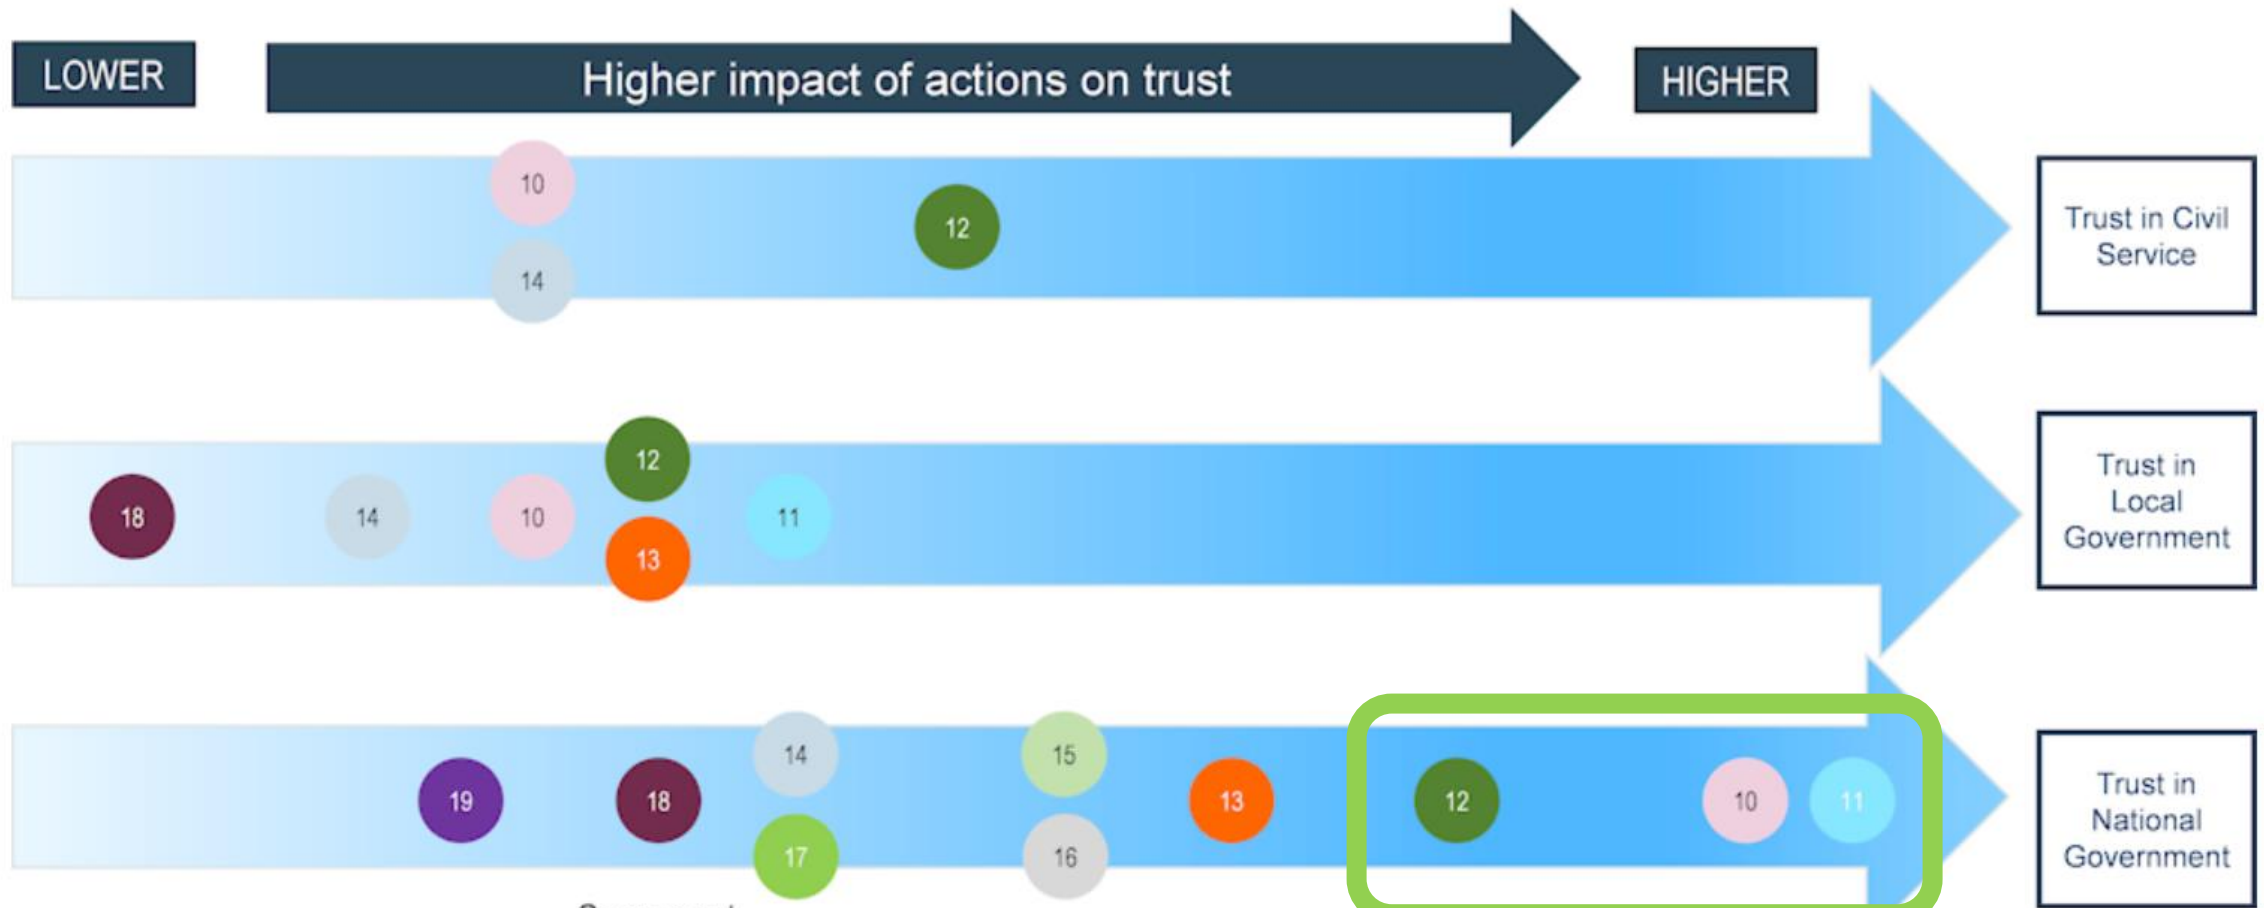 LOWER
Higher impact of actions on trust
HIGHER
10
12
14
Trust in Civil
Service
12
18
14
10
11
13
Trust in
Local
Government
14
15
19
18
13
12
10
11
17
16
Trust in
National
Government